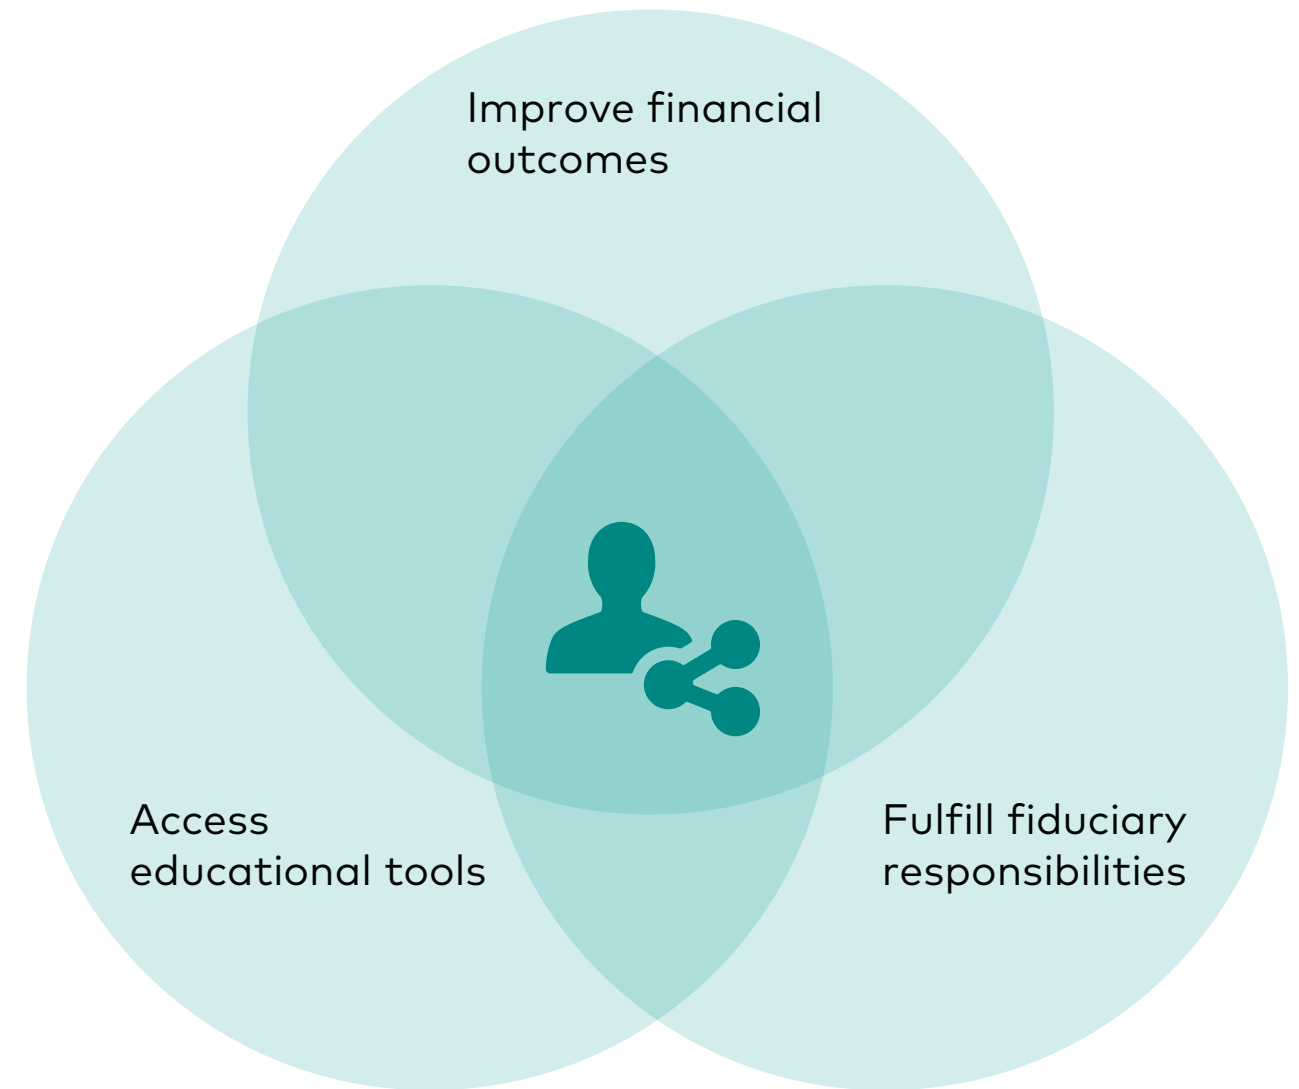 Improve financial
outcomes
Access
educational tools
Fulfill fiduciary
responsibilities